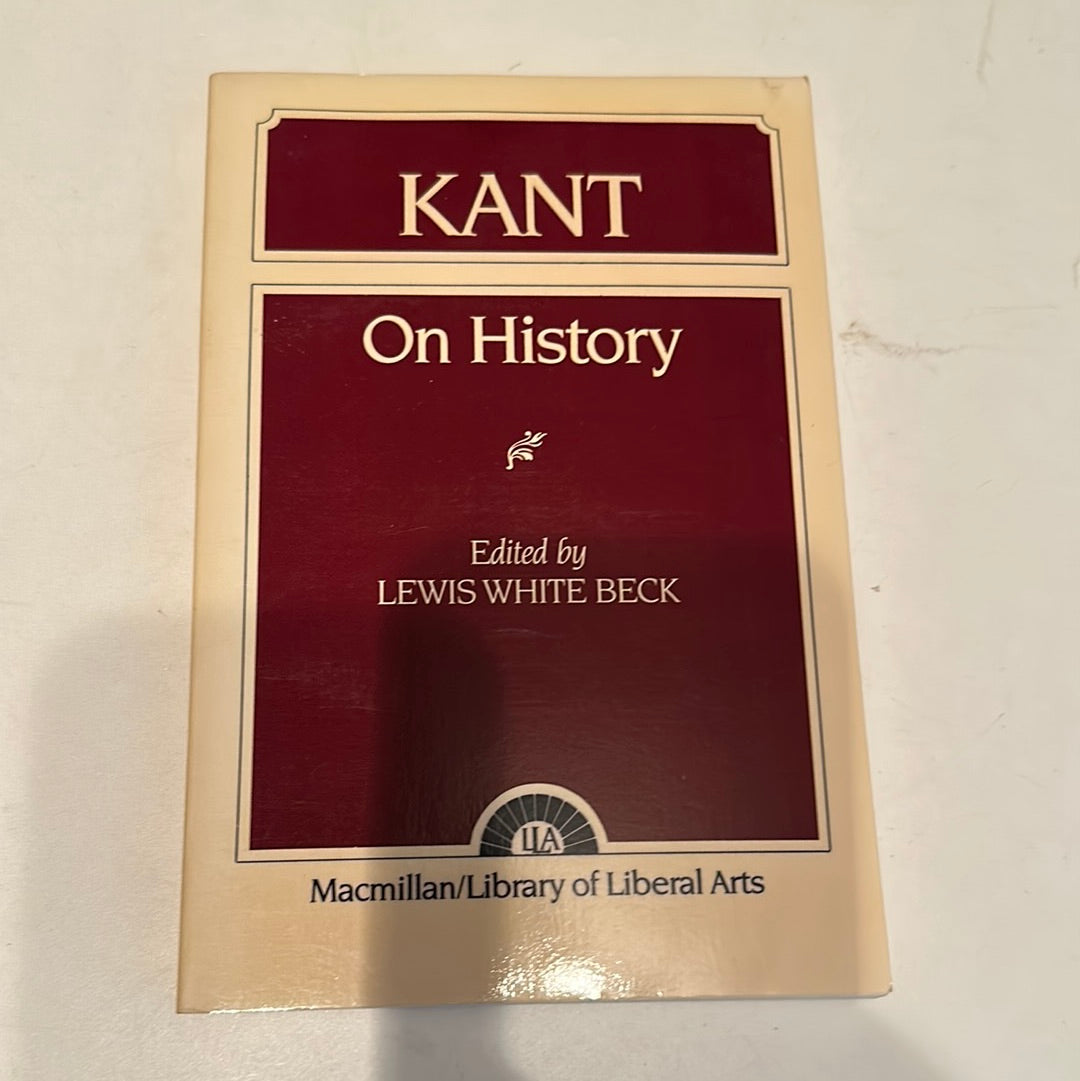 KANT
On History
Edited by
LEWIS WHITE BECK
LLA
Macmillan/Library of Liberal Arts